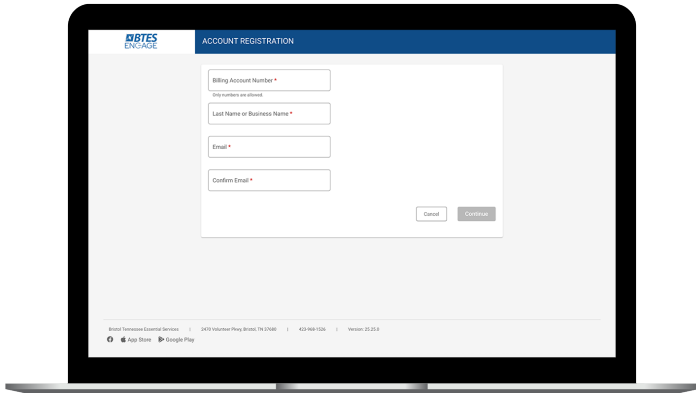 BTES
ENGAGE
ACCOUNT REGISTRATION
Billing Account Number *
Only numbers are allowed.
Last Name or Business Name *
Email *
Confirm Email *
Cancel Continue
Bristol Tennessee Essential Services | 2470 Volunteer Pkwy, Bristol, TN 37620 | 423-968-1526 | Version: 25.25.0
App Store Google Play